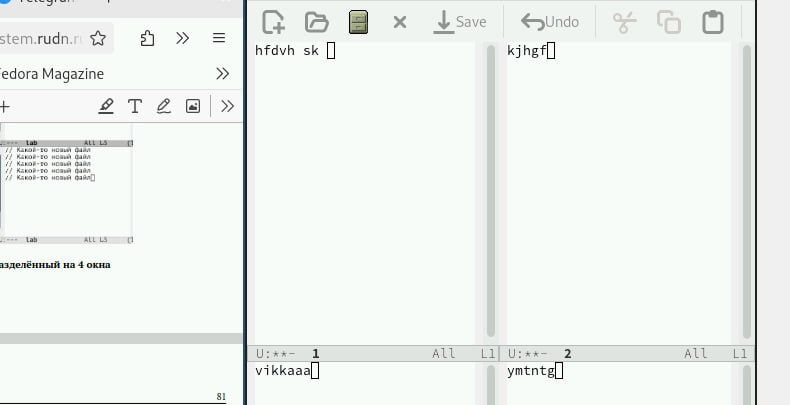 stem.rudn.r
Fedora Magazine
U:--- lab All L5
// Какой-то новый файл
// Какой-то новый файл
// Какой-то новый файл
// Какой-то новый файл
// Какой-то новый файл
U:--- lab All L5
азделённый на 4 окна
81
Save Undo
hfdvh sk
kjhgf
U:**- 1 All L1
U:**- 2 All L1
vikkaaa
ymtntg